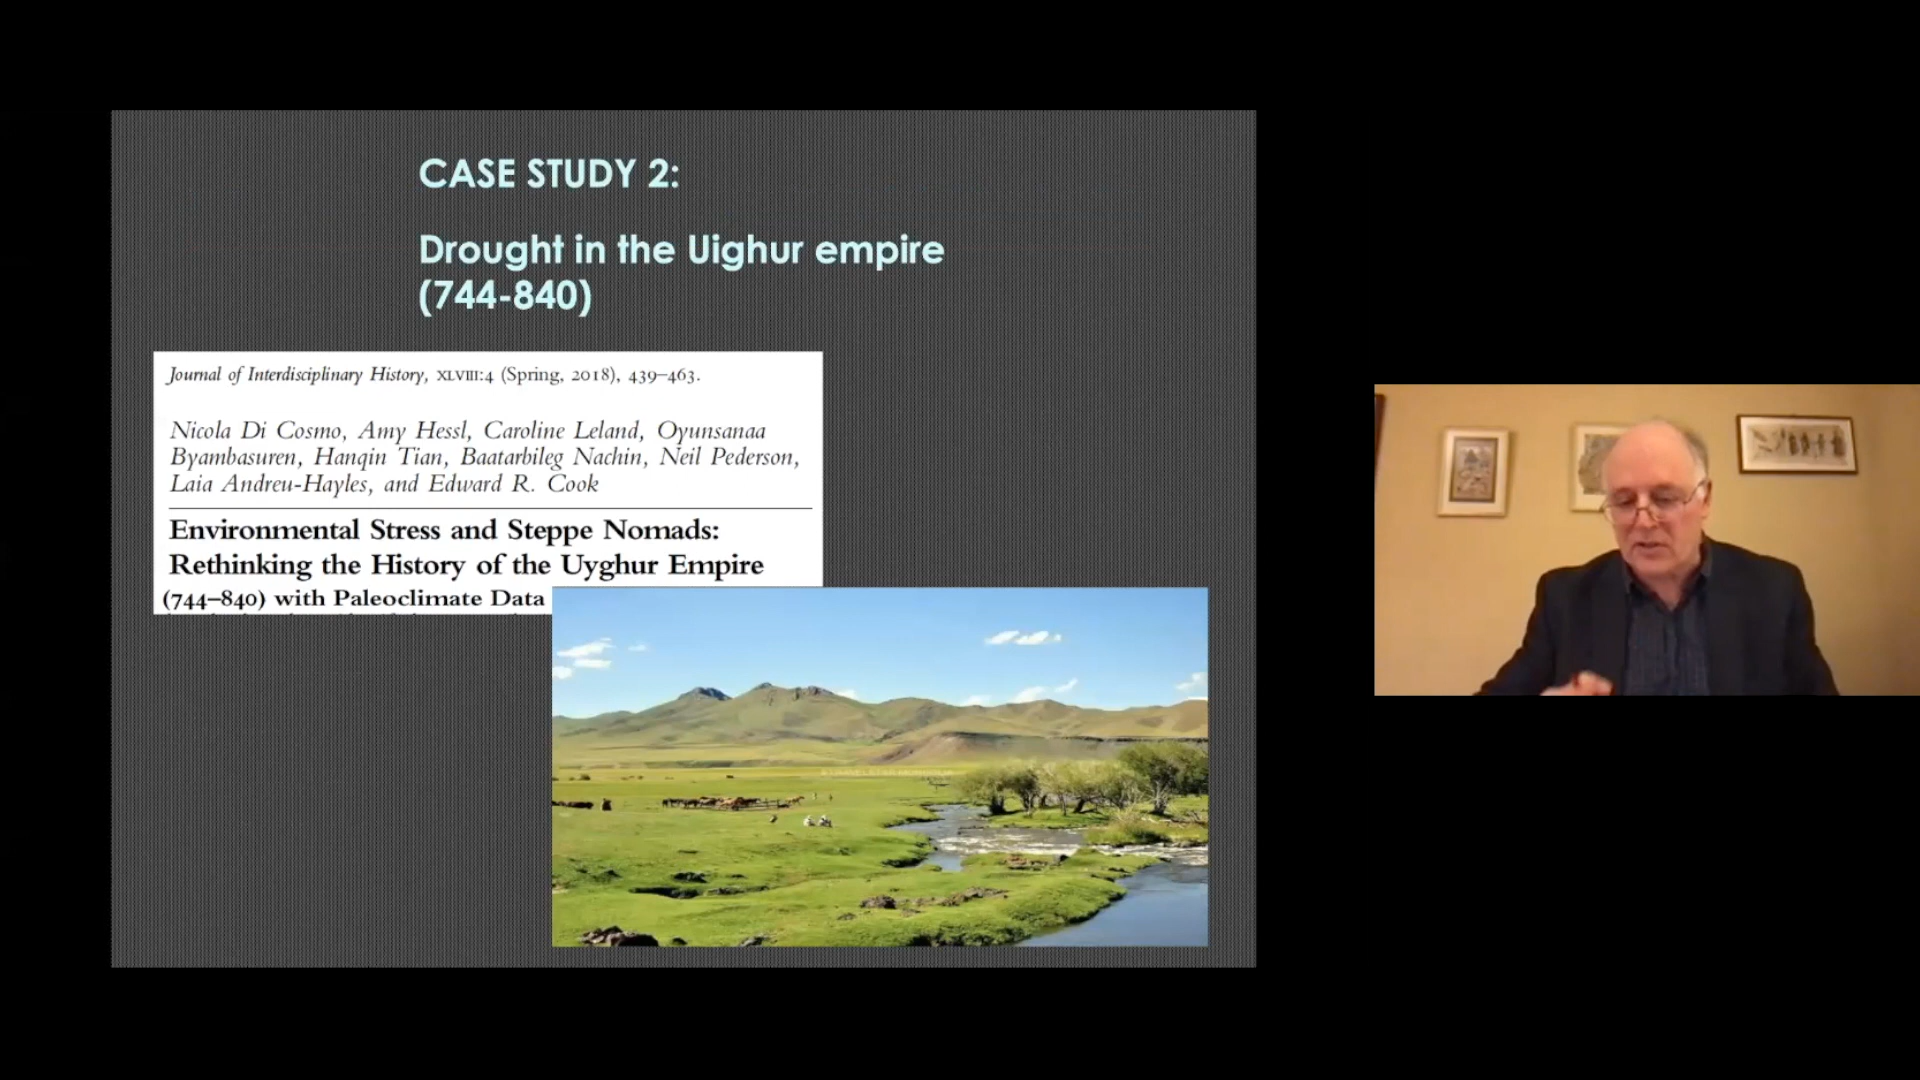 CASE STUDY 2:
Drought in the Uighur empire
(744-840)
Journal of Interdisciplinary History, XLVIII:4 (Spring, 2018), 439–463.
Nicola Di Cosmo, Amy Hessl, Caroline Leland, Oyunsanaa
Byambasuren, Hanqin Tian, Baatarbileg Nachin, Neil Pederson,
Laia Andreu-Hayles, and Edward R. Cook
Environmental Stress and Steppe Nomads:
Rethinking the History of the Uyghur Empire
(744–840) with Paleoclimate Data